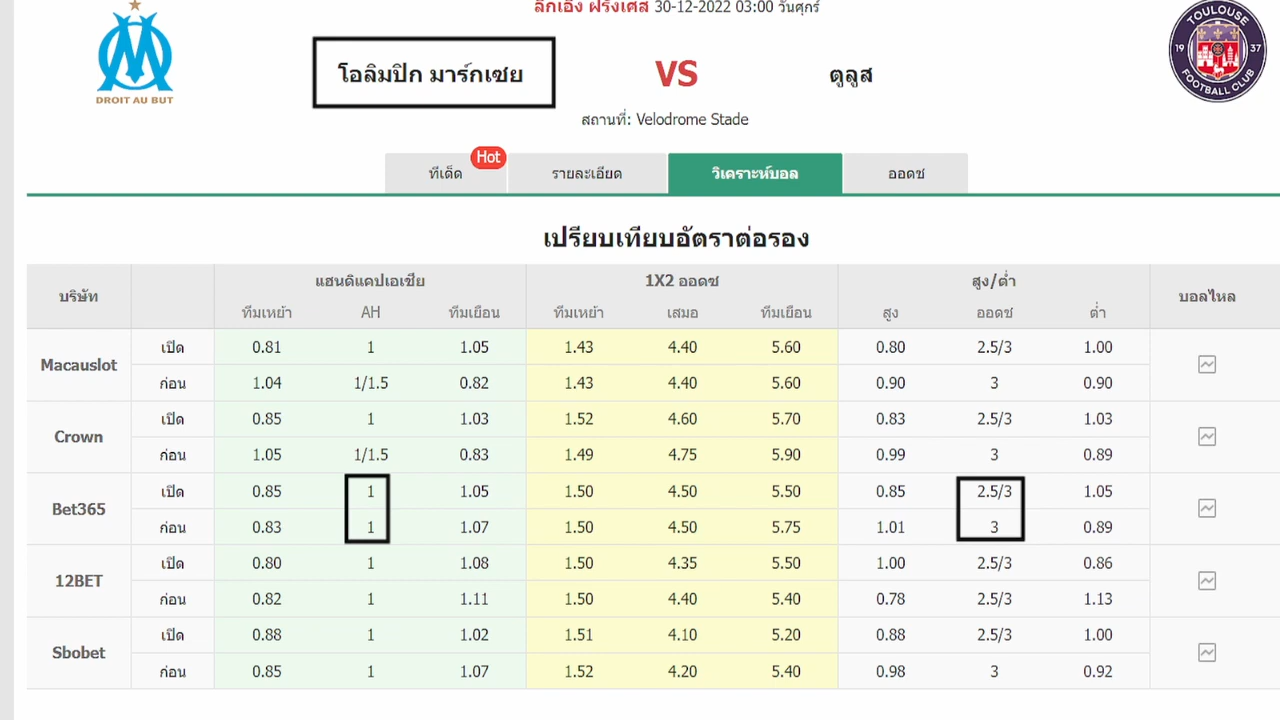 ลีกเอิง ฝรั่งเศส 30-12-2022 03:00 วันศุกร์
DROIT AU BUT
โอลิมปิก มาร์กเซย VS ตูลูส
TOULOUSE
19 37
FOOTBALL CLUB
สถานที่: Velodrome Stade
ทีเด็ด Hot รายละเอียด วิเคราะห์บอล ออดซ์
เปรียบเทียบอัตราต่อรอง
บริษัท แฮนดิแคปเอเชีย 1X2 ออดซ์ สูง/ต่ำ บอลไหล
ทีมเหย้า AH ทีมเยือน ทีมเหย้า เสมอ ทีมเยือน สูง ออดซ์ ต่ำ
Macauslot
เปิด 0.81 1 1.05 1.43 4.40 5.60 0.80 2.5/3 1.00
ก่อน 1.04 1/1.5 0.82 1.43 4.40 5.60 0.90 3 0.90
Crown
เปิด 0.85 1 1.03 1.52 4.60 5.70 0.83 2.5/3 1.03
ก่อน 1.05 1/1.5 0.83 1.49 4.75 5.90 0.99 3 0.89
Bet365
เปิด 0.85 1 1.05 1.50 4.50 5.50 0.85 2.5/3 1.05
ก่อน 0.83 1 1.07 1.50 4.50 5.75 1.01 3 0.89
12BET
เปิด 0.80 1 1.08 1.50 4.35 5.50 1.00 2.5/3 0.86
ก่อน 0.82 1 1.11 1.50 4.40 5.40 0.78 2.5/3 1.13
Sbobet
เปิด 0.88 1 1.02 1.51 4.10 5.20 0.88 2.5/3 1.00
ก่อน 0.85 1 1.07 1.52 4.20 5.40 0.98 3 0.92